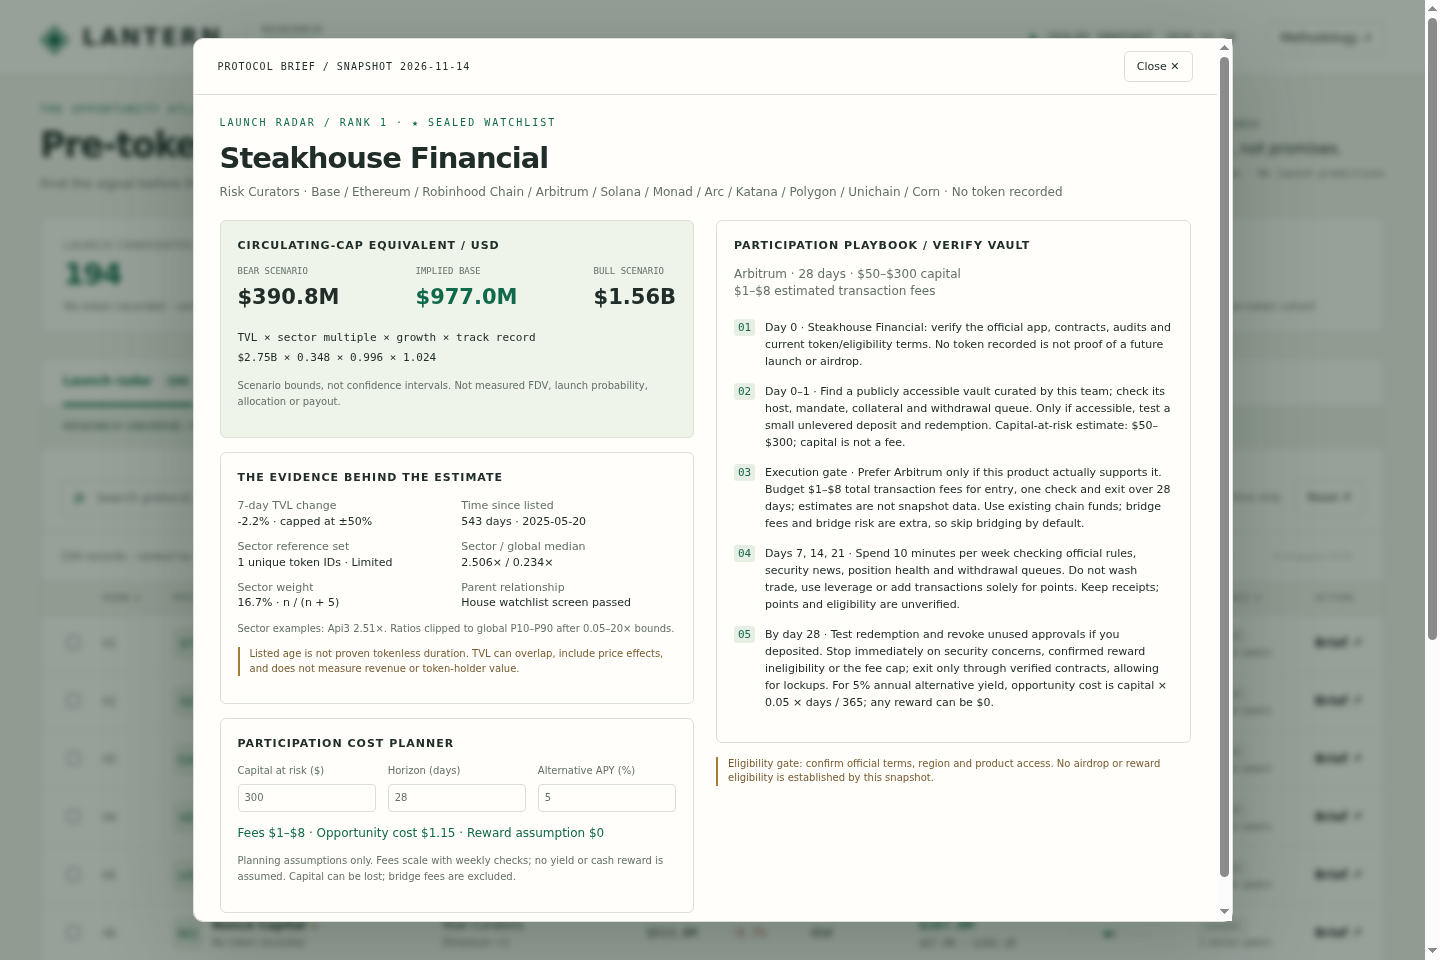 LANTERN
Methodology ↗
PROTOCOL BRIEF / SNAPSHOT 2026-11-14
Close ✕
LAUNCH RADAR / RANK 1 · ★ SEALED WATCHLIST
Steakhouse Financial
Risk Curators · Base / Ethereum / Robinhood Chain / Arbitrum / Solana / Monad / Arc / Katana / Polygon / Unichain / Corn · No token recorded
CIRCULATING-CAP EQUIVALENT / USD
BEAR SCENARIO
IMPLIED BASE
BULL SCENARIO
$390.8M
$977.0M
$1.56B
TVL × sector multiple × growth × track record
$2.75B × 0.348 × 0.996 × 1.024
Scenario bounds, not confidence intervals. Not measured FDV, launch probability,
allocation or payout.
THE EVIDENCE BEHIND THE ESTIMATE
7-day TVL change
-2.2% · capped at ±50%
Time since listed
543 days · 2025-05-20
Sector reference set
1 unique token IDs · Limited
Sector / global median
2.506× / 0.234×
Sector weight
16.7% · n / (n + 5)
Parent relationship
House watchlist screen passed
Sector examples: Api3 2.51×. Ratios clipped to global P10–P90 after 0.05–20× bounds.
Listed age is not proven tokenless duration. TVL can overlap, include price effects,
and does not measure revenue or token-holder value.
PARTICIPATION COST PLANNER
Capital at risk ($)
Horizon (days)
Alternative APY (%)
300
28
5
Fees $1–$8 · Opportunity cost $1.15 · Reward assumption $0
Planning assumptions only. Fees scale with weekly checks; no yield or cash reward is
assumed. Capital can be lost; bridge fees are excluded.
PARTICIPATION PLAYBOOK / VERIFY VAULT
Arbitrum · 28 days · $50–$300 capital
$1–$8 estimated transaction fees
01 Day 0 · Steakhouse Financial: verify the official app, contracts, audits and
current token/eligibility terms. No token recorded is not proof of a future
launch or airdrop.
02 Day 0–1 · Find a publicly accessible vault curated by this team; check its
host, mandate, collateral and withdrawal queue. Only if accessible, test a
small unlevered deposit and redemption. Capital-at-risk estimate: $50–
$300; capital is not a fee.
03 Execution gate · Prefer Arbitrum only if this product actually supports it.
Budget $1–$8 total transaction fees for entry, one check and exit over 28
days; estimates are not snapshot data. Use existing chain funds; bridge
fees and bridge risk are extra, so skip bridging by default.
04 Days 7, 14, 21 · Spend 10 minutes per week checking official rules,
security news, position health and withdrawal queues. Do not wash
trade, use leverage or add transactions solely for points. Keep receipts;
points and eligibility are unverified.
05 By day 28 · Test redemption and revoke unused approvals if you
deposited. Stop immediately on security concerns, confirmed reward
ineligibility or the fee cap; exit only through verified contracts, allowing
for lockups. For 5% annual alternative yield, opportunity cost is capital ×
0.05 × days / 365; any reward can be $0.
Eligibility gate: confirm official terms, region and product access. No airdrop or reward
eligibility is established by this snapshot.
Pre-toke
not promises.
194
Launch radar
Brief ↗
Brief ↗
Brief ↗
Brief ↗
Brief ↗
Brief ↗